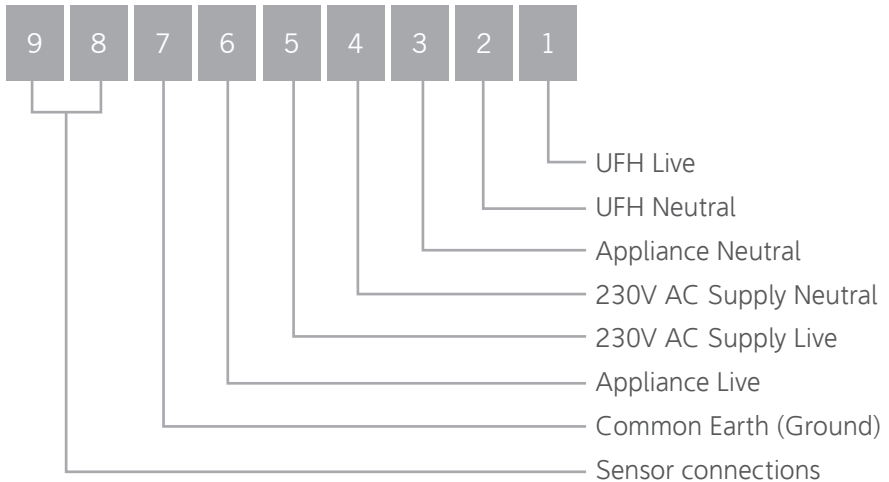 9 8 7 6 5 4 3 2 1
UFH Live
UFH Neutral
Appliance Neutral
230V AC Supply Neutral
230V AC Supply Live
Appliance Live
Common Earth (Ground)
Sensor connections